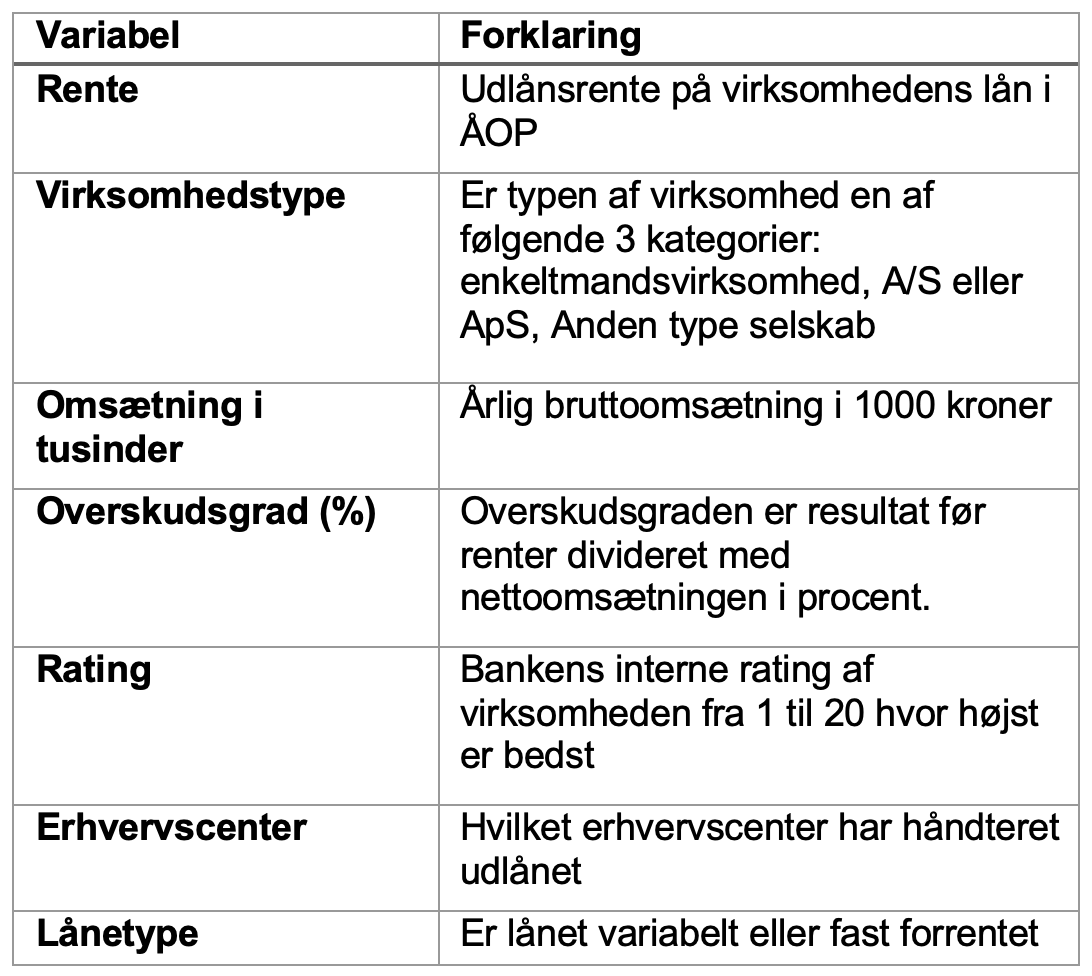 Variabel
Forklaring
Rente
Udlånsrente på virksomhedens lån i
ÅOP
Virksomhedstype
Er typen af virksomhed en af
følgende 3 kategorier:
enkeltmandsvirksomhed, A/S eller
ApS, Anden type selskab
Omsætning i
tusinder
Årlig bruttoomsætning i 1000 kroner
Overskudsgrad (%)
Overskudsgraden er resultat før
renter divideret med
nettoomsætningen i procent.
Rating
Bankens interne rating af
virksomheden fra 1 til 20 hvor højst
er bedst
Erhvervscenter
Hvilket erhvervscenter har håndteret
udlånet
Lånetype
Er lånet variabelt eller fast forrentet